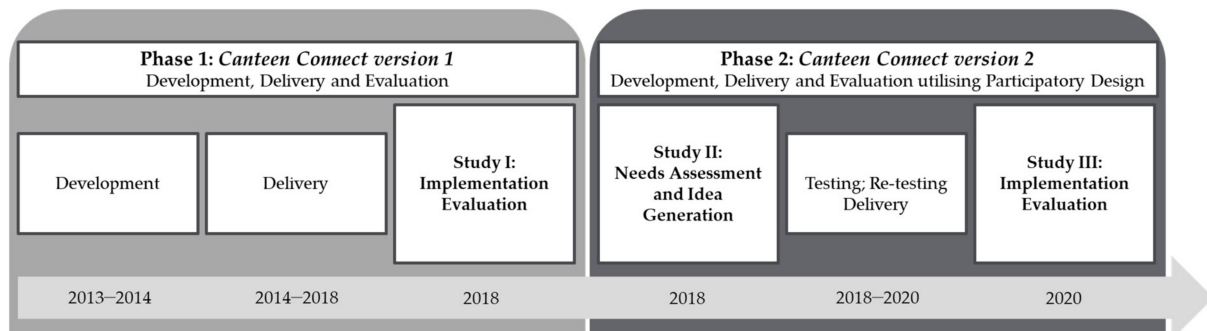 Phase 1: Canteen Connect version 1
Development, Delivery and Evaluation
Phase 2: Canteen Connect version 2
Development, Delivery and Evaluation utilising Participatory Design
Development
Delivery
Study I:
Implementation
Evaluation
Study II:
Needs Assessment
and Idea
Generation
Testing; Re-testing
Delivery
Study III:
Implementation
Evaluation
2013–2014
2014–2018
2018
2018
2018–2020
2020